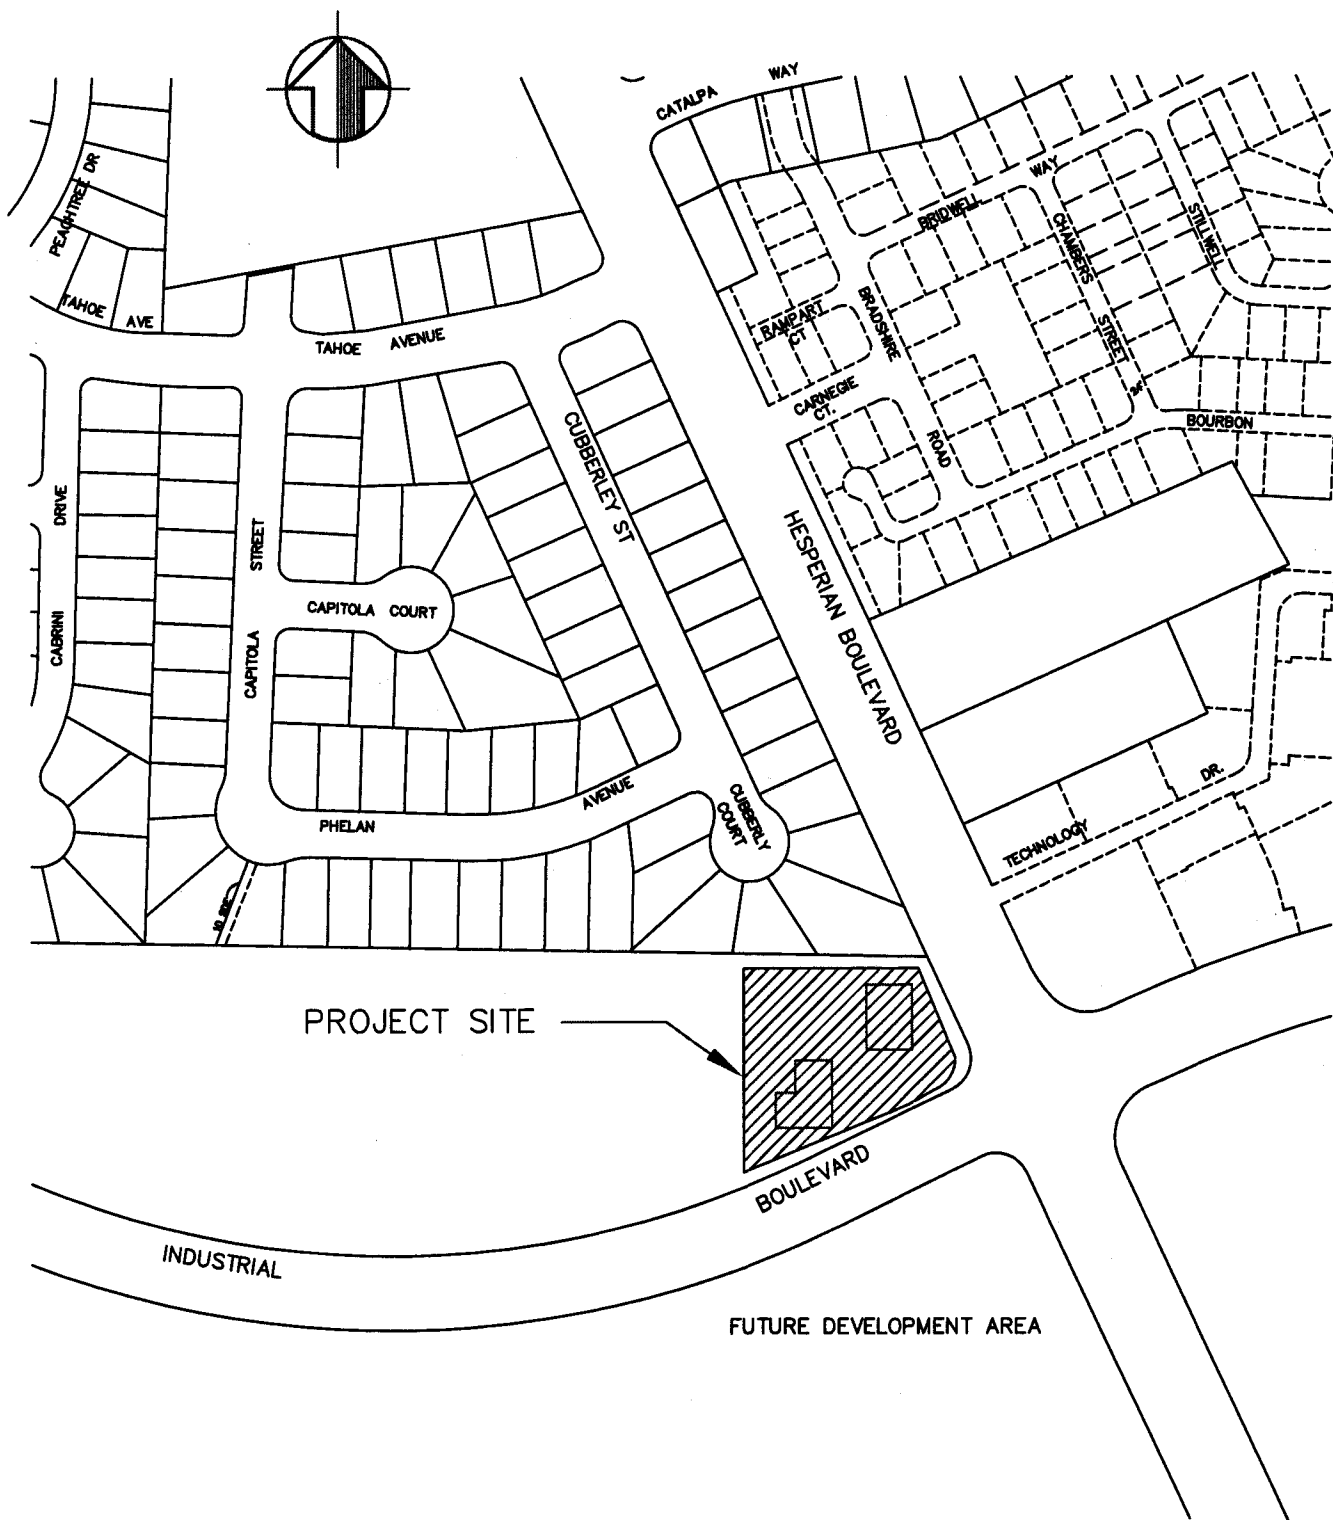 CATALPA WAY
PEACHTREE DR
TAHOE AVE
TAHOE AVENUE
BRIDWELL WAY
CHAMBERS STREET
STILLWELL
RAMPART
CT
BRADSHIRE ROAD
CARNEGIE
CT.
BOURBON
CUBBERLEY ST
HESPERIAN BOULEVARD
CABRINI DRIVE
CAPITOLA STREET
CAPITOLA COURT
PHELAN AVENUE
CUBBERLY
COURT
TECHNOLOGY DR.
PROJECT SITE
INDUSTRIAL BOULEVARD
FUTURE DEVELOPMENT AREA